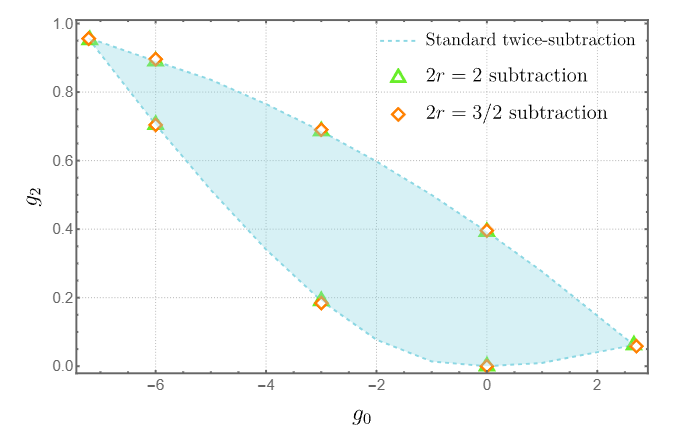 1.0
Standard twice-subtraction
2r = 2 subtraction
2r = 3/2 subtraction
0.8
0.6
g₂
0.4
0.2
0.0
−6 −4 −2 0 2
g₀